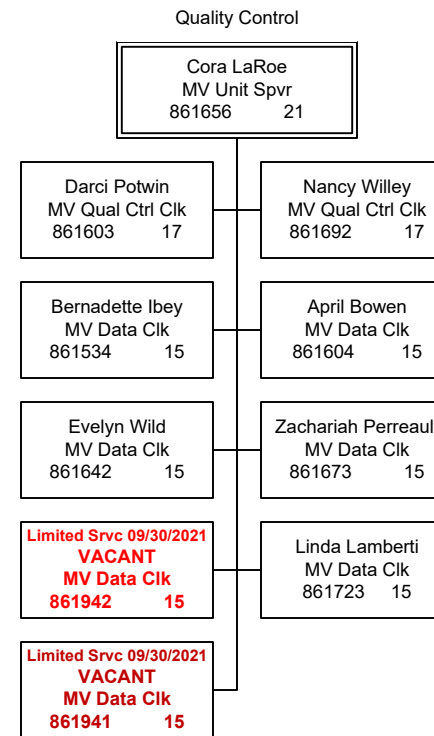 Quality Control
Cora LaRoe
MV Unit Spvr
861656 21
Darci Potwin
MV Qual Ctrl Clk
861603 17
Nancy Willey
MV Qual Ctrl Clk
861692 17
Bernadette Ibey
MV Data Clk
861534 15
April Bowen
MV Data Clk
861604 15
Evelyn Wild
MV Data Clk
861642 15
Zachariah Perreaul
MV Data Clk
861673 15
Limited Srvc 09/30/2021
VACANT
MV Data Clk
861942 15
Linda Lamberti
MV Data Clk
861723 15
Limited Srvc 09/30/2021
VACANT
MV Data Clk
861941 15